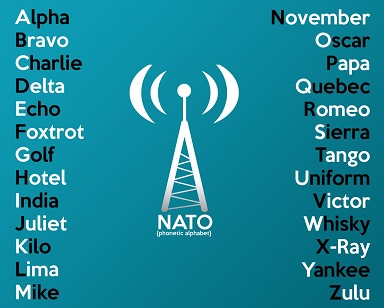 Alpha
Bravo
Charlie
Delta
Echo
Foxtrot
Golf
Hotel
India
Juliet
Kilo
Lima
Mike
NATO
{phonetic alphabet}
November
Oscar
Papa
Quebec
Romeo
Sierra
Tango
Uniform
Victor
Whisky
X-Ray
Yankee
Zulu